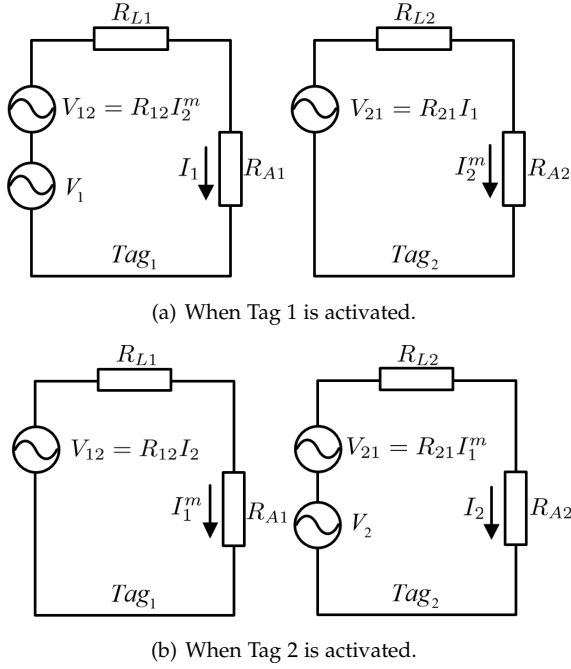 R_{L1} R_{L2}
V_{12} = R_{12}I_2^m V_{21} = R_{21}I_1
V_1 I_1 R_{A1} I_2^m R_{A2}
Tag_1 Tag_2
(a) When Tag 1 is activated.
R_{L1} R_{L2}
V_{12} = R_{12}I_2 V_{21} = R_{21}I_1^m
I_1^m R_{A1} V_2 I_2 R_{A2}
Tag_1 Tag_2
(b) When Tag 2 is activated.